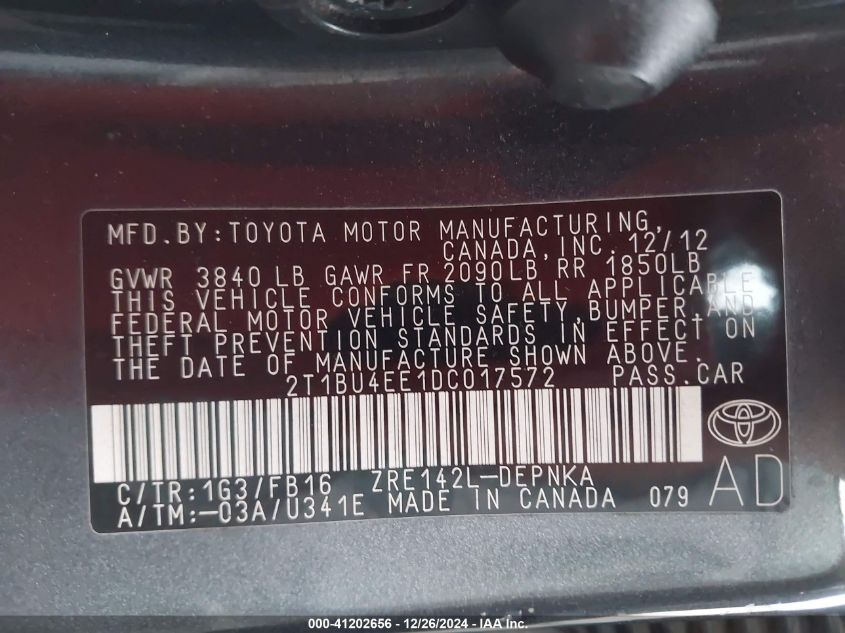 MFD.BY:TOYOTA MOTOR MANUFACTURING,
CANADA,INC. 12/12
GVWR 3840 LB GAWR FR 2090LB RR 1850LB
THIS VEHICLE CONFORMS TO ALL APPLICABLE
FEDERAL MOTOR VEHICLE SAFETY,BUMPER,AND
THEFT PREVENTION STANDARDS IN EFFECT ON
THE DATE OF MANUFACTURE SHOWN ABOVE.
2T1BU4EE1DC017572 PASS.CAR
C/TR:1G3/FB16 ZRE142L-DEPNKA
A/TM:-03A/U341E MADE IN CANADA 079
AD
000-41202656 - 12/26/2024 - IAA Inc.